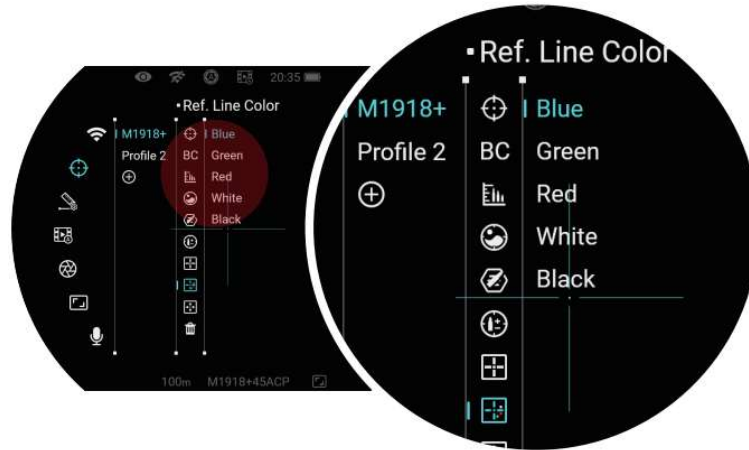 20:35
•Ref. Line Color
M1918+
Blue
Profile 2
BC
Green
Red
White
Black
100m
M1918+45ACP
•Ref. Line Color
M1918+
Blue
Profile 2
BC
Green
Red
White
Black